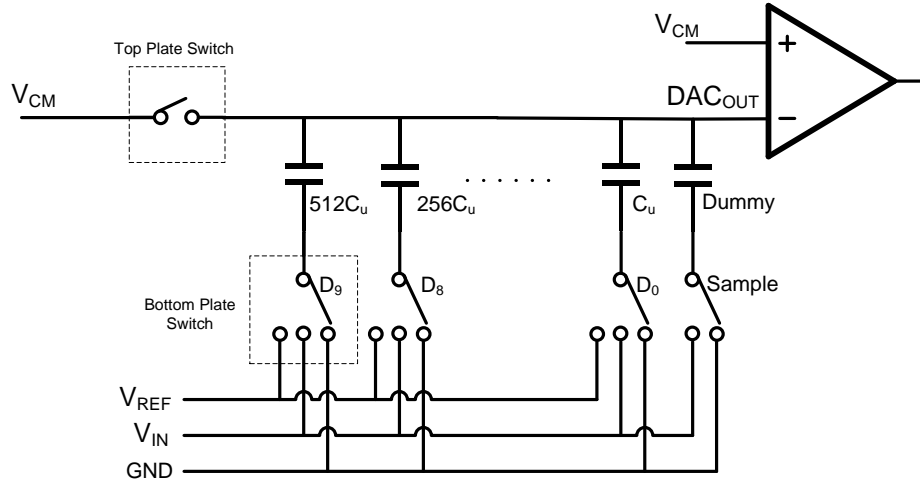 V_CM
Top Plate Switch
V_CM
+
DAC_OUT
−
512C_u
256C_u
. . . . . .
C_u
Dummy
D_9
D_8
D_0
Sample
Bottom Plate
Switch
V_REF
V_IN
GND